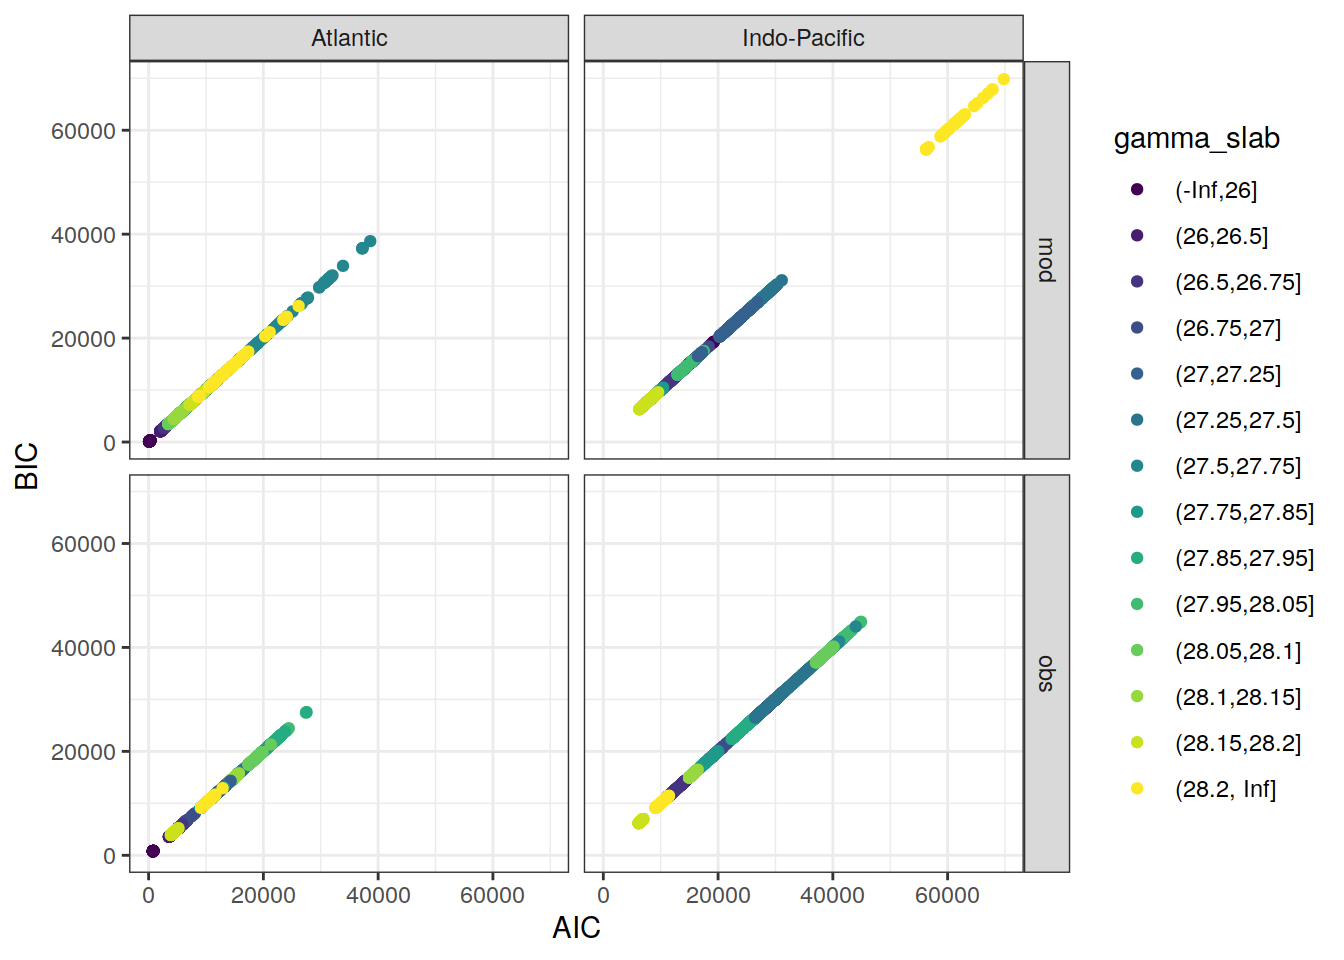 Atlantic
Indo-Pacific
60000
40000
20000
0
mod
BIC
60000
40000
20000
0
obs
0 20000 40000 60000
0 20000 40000 60000
AIC
gamma_slab
(-Inf,26]
(26,26.5]
(26.5,26.75]
(26.75,27]
(27,27.25]
(27.25,27.5]
(27.5,27.75]
(27.75,27.85]
(27.85,27.95]
(27.95,28.05]
(28.05,28.1]
(28.1,28.15]
(28.15,28.2]
(28.2, Inf]